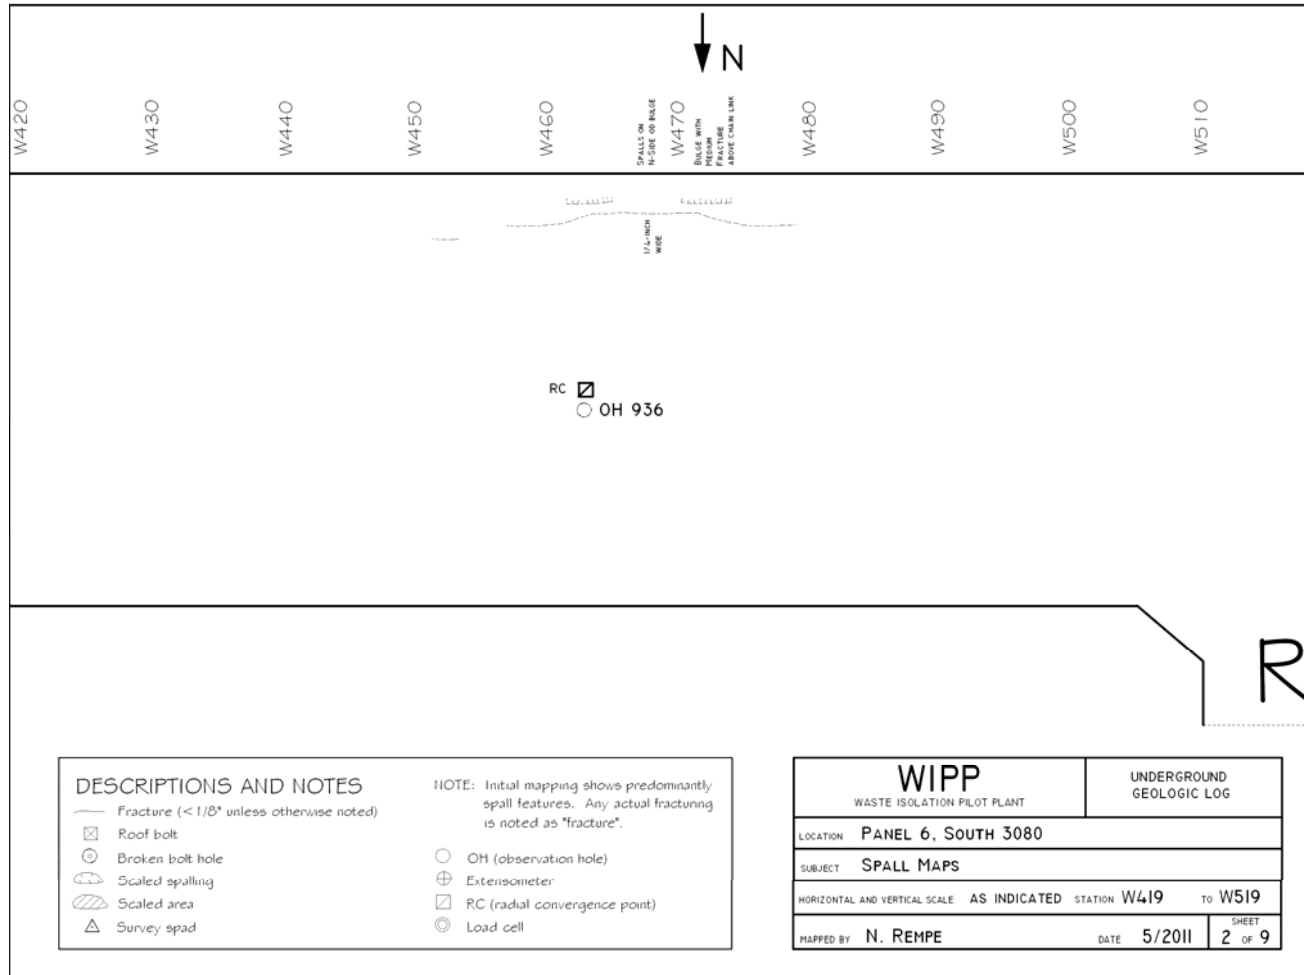 N
W420
W430
W440
W450
W460
SPALLS ON
N-SIDE OD BULGE
W470
BULGE WITH
MEDIUM
FRACTURE
ABOVE CHAIN LINK
W480
W490
W500
W510
1/4-INCH
WIDE
RC
OH 936
R
DESCRIPTIONS AND NOTES
Fracture (<1/8" unless otherwise noted)
Roof bolt
Broken bolt hole
Scaled spalling
Scaled area
Survey spad
NOTE: Initial mapping shows predominantly
spall features. Any actual fracturing
is noted as "fracture".
OH (observation hole)
Extensometer
RC (radial convergence point)
Load cell
WIPP
WASTE ISOLATION PILOT PLANT
UNDERGROUND
GEOLOGIC LOG
LOCATION PANEL 6, SOUTH 3080
SUBJECT SPALL MAPS
HORIZONTAL AND VERTICAL SCALE AS INDICATED STATION W419 TO W519
MAPPED BY N. REMPE DATE 5/2011
SHEET
2 OF 9